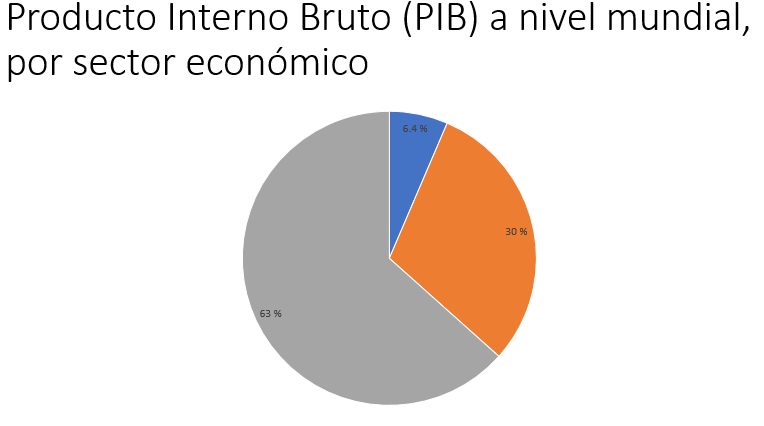 Producto Interno Bruto (PIB) a nivel mundial,
por sector económico
6.4 %
30 %
63 %